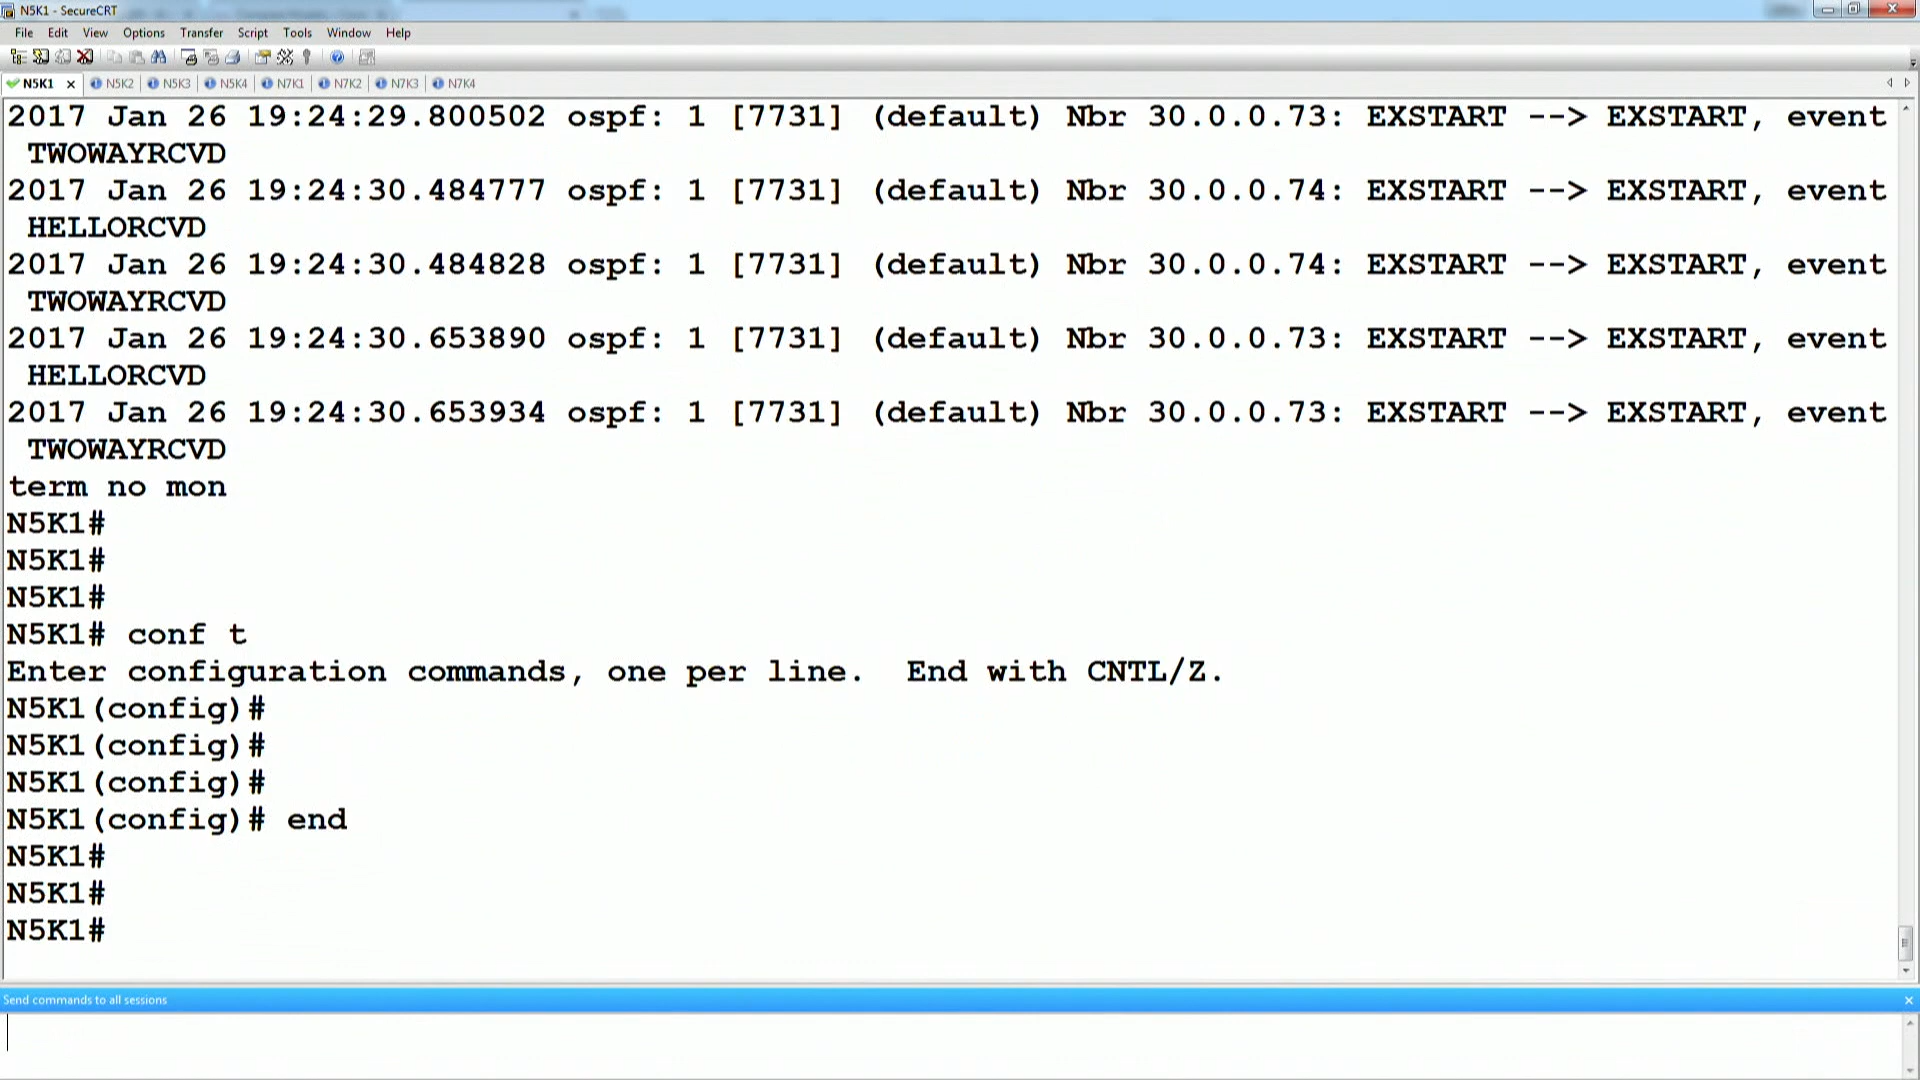 N5K1 - SecureCRT
File Edit View Options Transfer Script Tools Window Help
N5K1 N5K2 N5K3 N5K4 N7K1 N7K2 N7K3 N7K4
2017 Jan 26 19:24:29.800502 ospf: 1 [7731] (default) Nbr 30.0.0.73: EXSTART --> EXSTART, event
TWOWAYRCVD
2017 Jan 26 19:24:30.484777 ospf: 1 [7731] (default) Nbr 30.0.0.74: EXSTART --> EXSTART, event
HELLORCVD
2017 Jan 26 19:24:30.484828 ospf: 1 [7731] (default) Nbr 30.0.0.74: EXSTART --> EXSTART, event
TWOWAYRCVD
2017 Jan 26 19:24:30.653890 ospf: 1 [7731] (default) Nbr 30.0.0.73: EXSTART --> EXSTART, event
HELLORCVD
2017 Jan 26 19:24:30.653934 ospf: 1 [7731] (default) Nbr 30.0.0.73: EXSTART --> EXSTART, event
TWOWAYRCVD
term no mon
N5K1#
N5K1#
N5K1#
N5K1# conf t
Enter configuration commands, one per line.  End with CNTL/Z.
N5K1(config)#
N5K1(config)#
N5K1(config)#
N5K1(config)# end
N5K1#
N5K1#
N5K1#
Send commands to all sessions